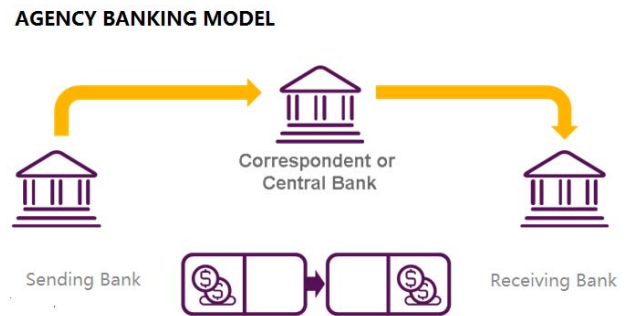 AGENCY BANKING MODEL
Correspondent or
Central Bank
Sending Bank
Receiving Bank